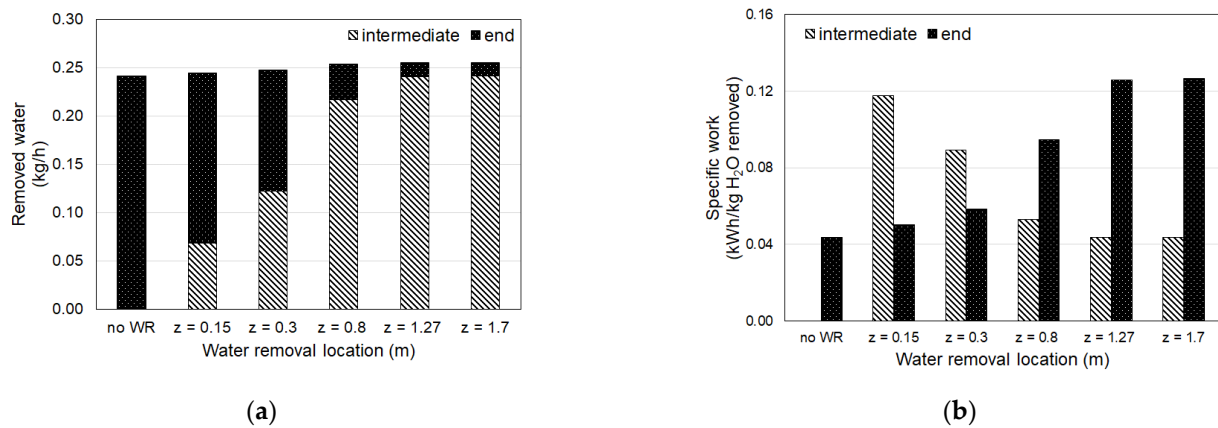 0.30
0.25
0.20
0.15
0.10
0.05
0.00
Removed water
(kg/h)
intermediate end
no WR z = 0.15 z = 0.3 z = 0.8 z = 1.27 z = 1.7
Water removal location (m)
(a)
0.16
0.12
0.08
0.04
0.00
Specific work
(kWh/kg H₂O removed)
intermediate end
no WR z = 0.15 z = 0.3 z = 0.8 z = 1.27 z = 1.7
Water removal location (m)
(b)